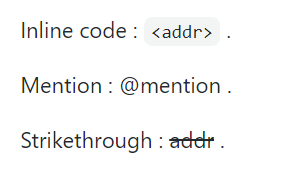 Inline code : <addr> .
Mention : @mention .
Strikethrough : addr .